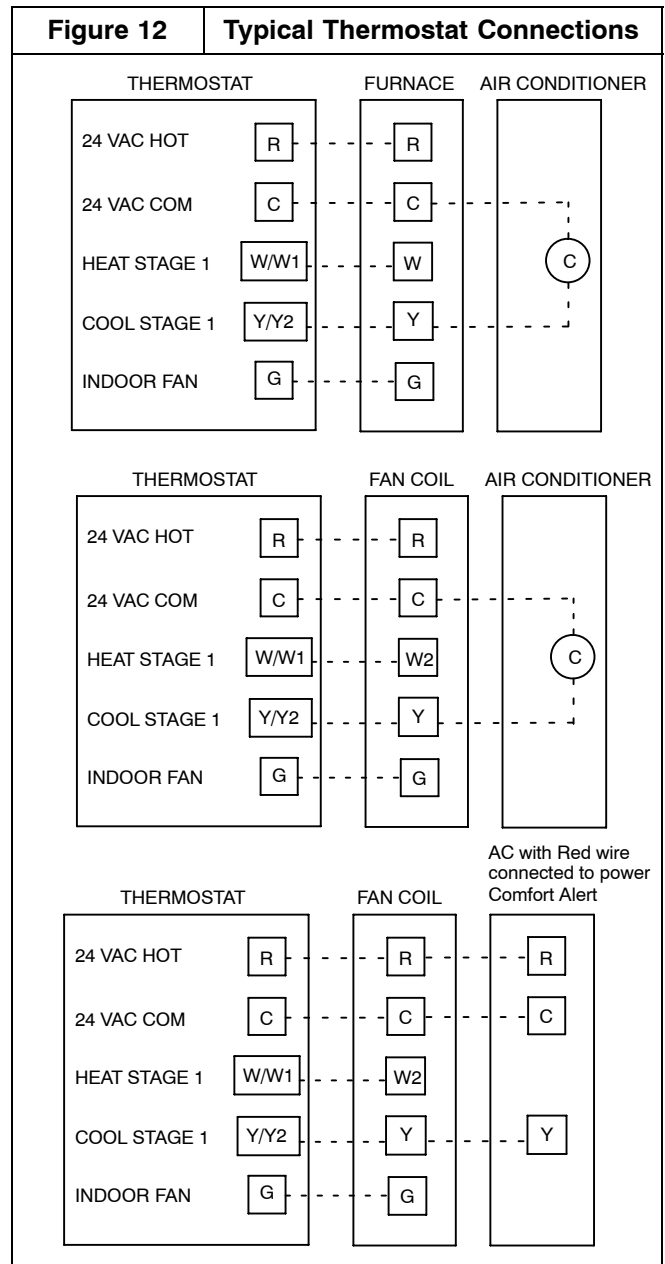 Figure 12 Typical Thermostat Connections
THERMOSTAT FURNACE AIR CONDITIONER
24 VAC HOT R R
24 VAC COM C C
HEAT STAGE 1 W/W1 W C
COOL STAGE 1 Y/Y2 Y
INDOOR FAN G G
THERMOSTAT FAN COIL AIR CONDITIONER
24 VAC HOT R R
24 VAC COM C C
HEAT STAGE 1 W/W1 W2 C
COOL STAGE 1 Y/Y2 Y
INDOOR FAN G G
AC with Red wire
connected to power
Comfort Alert
THERMOSTAT FAN COIL
24 VAC HOT R R R
24 VAC COM C C C
HEAT STAGE 1 W/W1 W2
COOL STAGE 1 Y/Y2 Y Y
INDOOR FAN G G